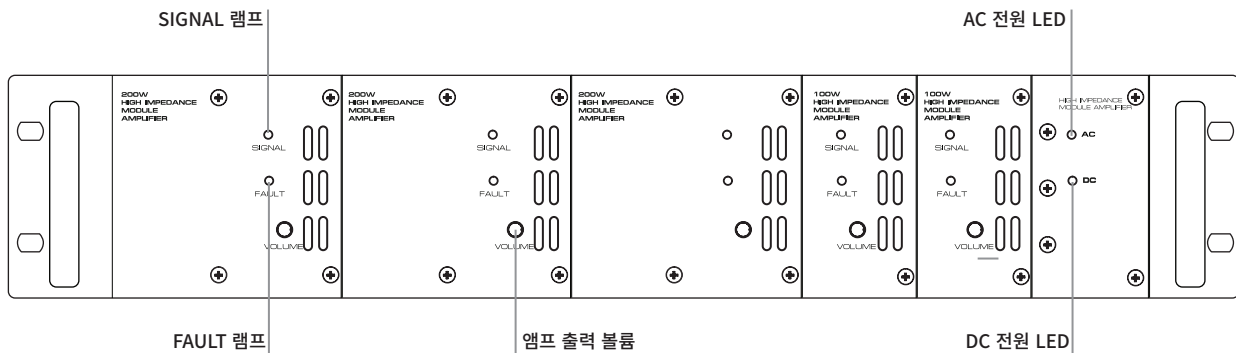 SIGNAL 램프
AC 전원 LED
200W
HIGH IMPEDANCE
MODULE
AMPLIFIER
SIGNAL
FAULT
VOLUME
200W
HIGH IMPEDANCE
MODULE
AMPLIFIER
SIGNAL
FAULT
VOLUME
200W
HIGH IMPEDANCE
MODULE
AMPLIFIER
100W
HIGH IMPEDANCE
MODULE
AMPLIFIER
SIGNAL
FAULT
VOLUME
100W
HIGH IMPEDANCE
MODULE
AMPLIFIER
SIGNAL
FAULT
VOLUME
HIGH IMPEDANCE
MODULE AMPLIFIER
AC
DC
FAULT 램프
앰프 출력 볼륨
DC 전원 LED